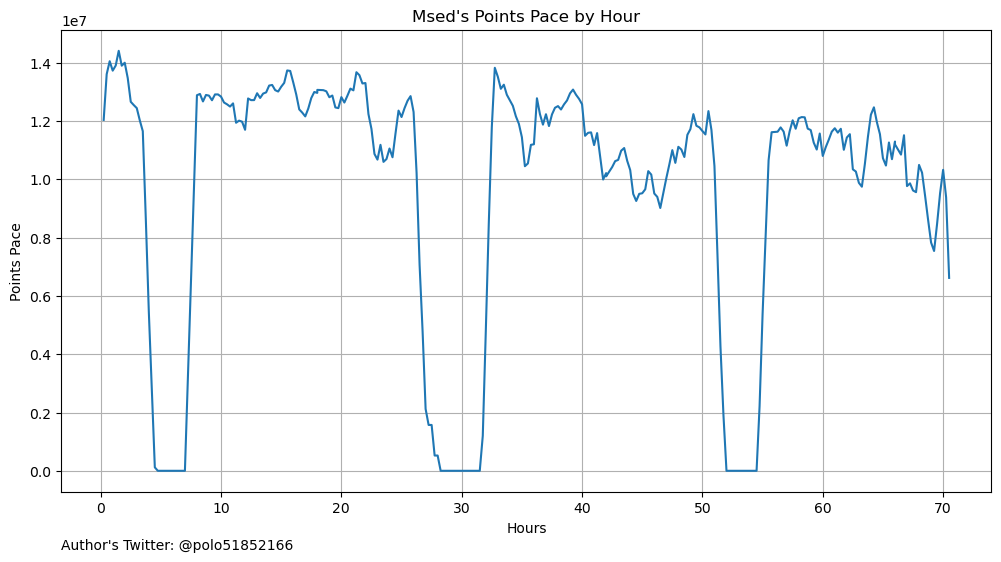 Msed's Points Pace by Hour
1e7
1.4
1.2
1.0
0.8
0.6
0.4
0.2
0.0
Points Pace
0 10 20 30 40 50 60 70
Hours
Author's Twitter: @polo51852166